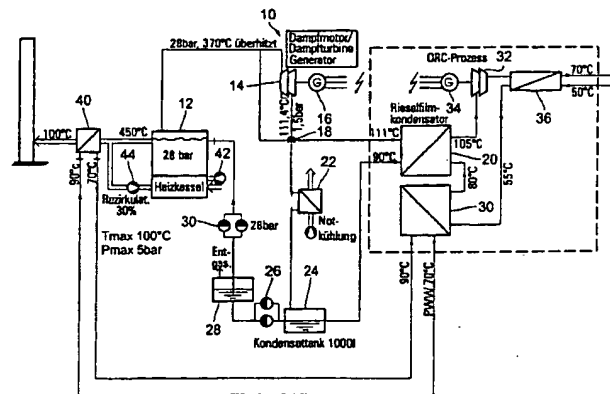 10
Dampfmotor/
Dampfturbine
Generator
28bar, 370°C überhitzt
14
G
16
111,4°C
1,5bar
18
ORC-Prozess
32
G
34
70°C
50°C
36
Rieselfilm-
kondensator
111°C
90°C
105°C
20
80°C
55°C
30
40
100°C
450°C
12
28 bar
42
44
Heizkessel
90°C
70°C
Rezirkulat.
30%
Tmax 100°C
Pmax 5bar
22
Not-
kühlung
30
28bar
Ent-
gas.
26
28
24
Kondensattank 1000l
90°C
PWW/70°C